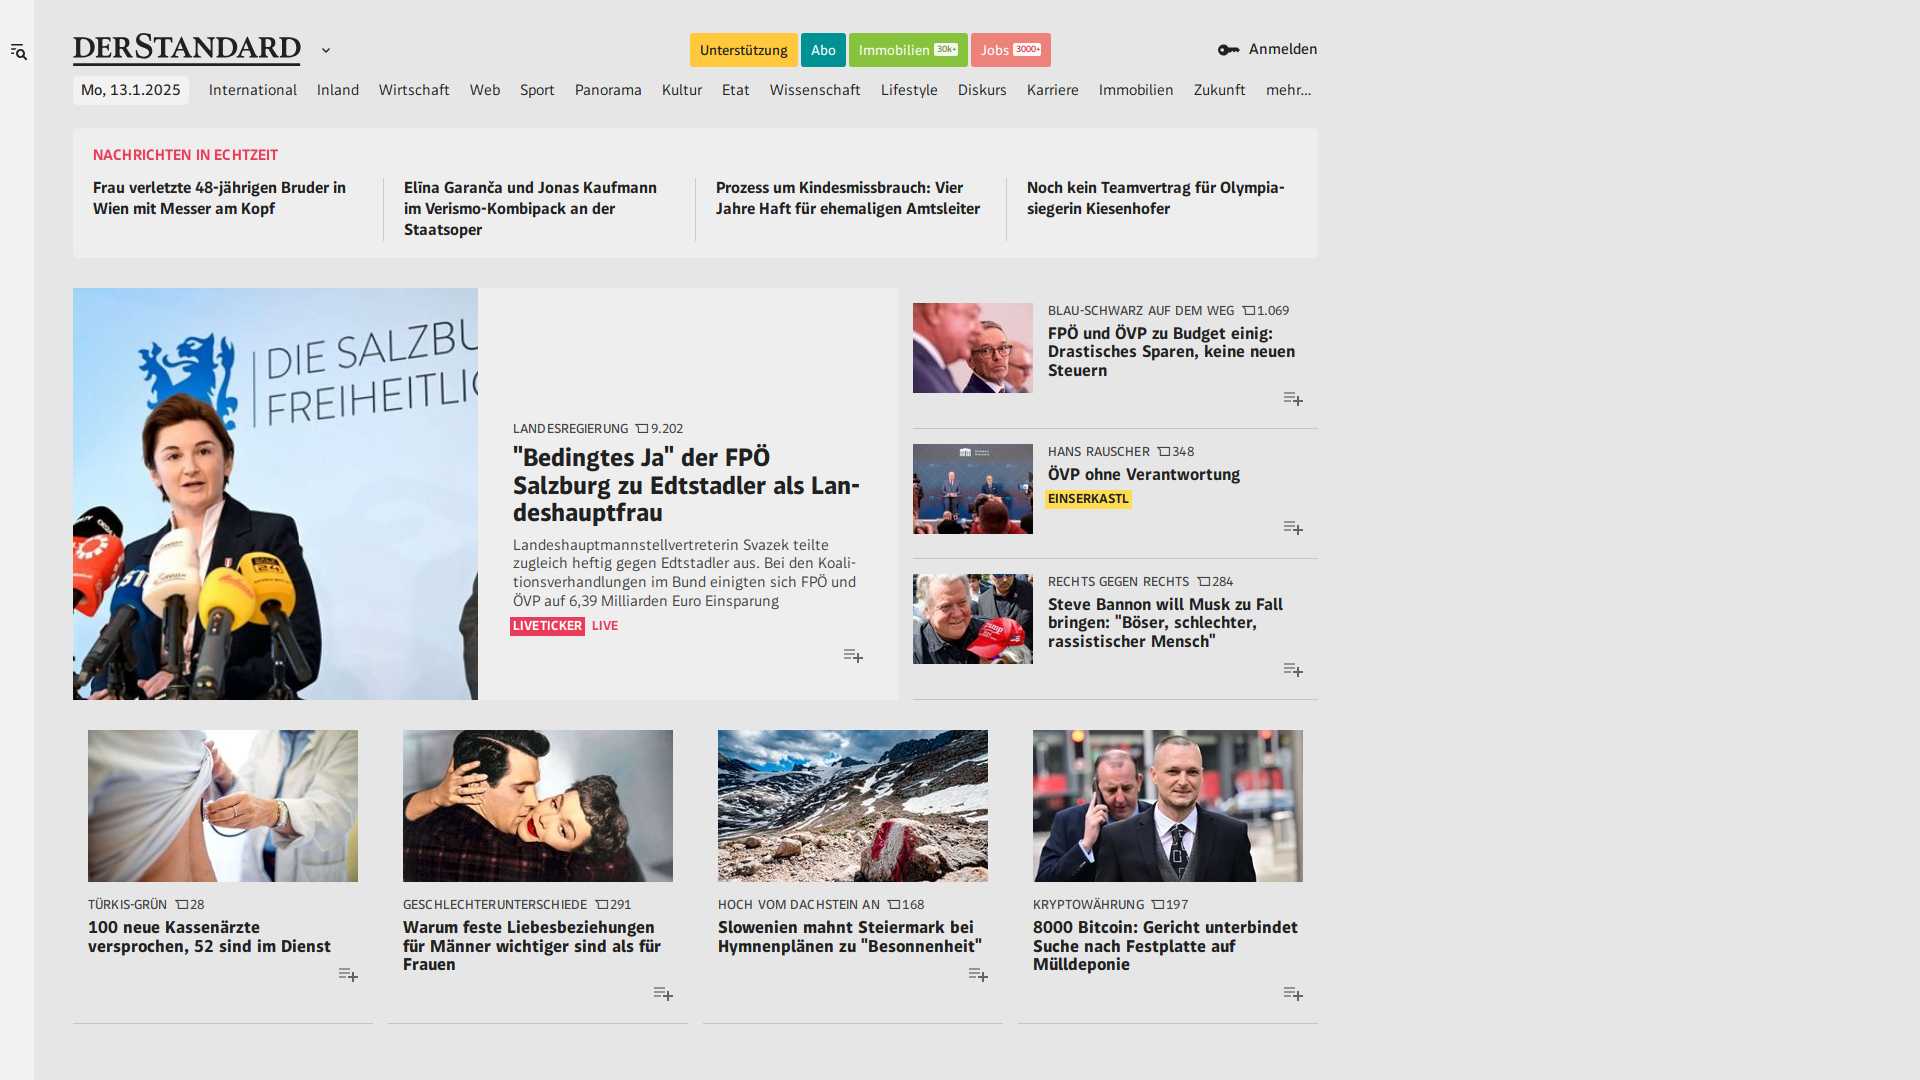 DERSTANDARD
Unterstützung
Abo
Immobilien 30k+
Jobs 3000+
Anmelden
Mo, 13.1.2025
International
Inland
Wirtschaft
Web
Sport
Panorama
Kultur
Etat
Wissenschaft
Lifestyle
Diskurs
Karriere
Immobilien
Zukunft
mehr...
NACHRICHTEN IN ECHTZEIT
Frau verletzte 48-jährigen Bruder in
Wien mit Messer am Kopf
Elīna Garanča und Jonas Kaufmann
im Verismo-Kombipack an der
Staatsoper
Prozess um Kindesmissbrauch: Vier
Jahre Haft für ehemaligen Amtsleiter
Noch kein Teamvertrag für Olympia-
siegerin Kiesenhofer
DIE SALZBU
FREIHEITLIC
LANDESREGIERUNG 9.202
"Bedingtes Ja" der FPÖ
Salzburg zu Edtstadler als Lan-
deshauptfrau
Landeshauptmannstellvertreterin Svazek teilte
zugleich heftig gegen Edtstadler aus. Bei den Koali-
tionsverhandlungen im Bund einigten sich FPÖ und
ÖVP auf 6,39 Milliarden Euro Einsparung
LIVETICKER LIVE
BLAU-SCHWARZ AUF DEM WEG 1.069
FPÖ und ÖVP zu Budget einig:
Drastisches Sparen, keine neuen
Steuern
HANS RAUSCHER 348
ÖVP ohne Verantwortung
EINSERKASTL
RECHTS GEGEN RECHTS 284
Steve Bannon will Musk zu Fall
bringen: "Böser, schlechter,
rassistischer Mensch"
TÜRKIS-GRÜN 28
100 neue Kassenärzte
versprochen, 52 sind im Dienst
GESCHLECHTERUNTERSCHIEDE 291
Warum feste Liebesbeziehungen
für Männer wichtiger sind als für
Frauen
HOCH VOM DACHSTEIN AN 168
Slowenien mahnt Steiermark bei
Hymnenplänen zu "Besonnenheit"
KRYPTOWÄHRUNG 197
8000 Bitcoin: Gericht unterbindet
Suche nach Festplatte auf
Mülldeponie